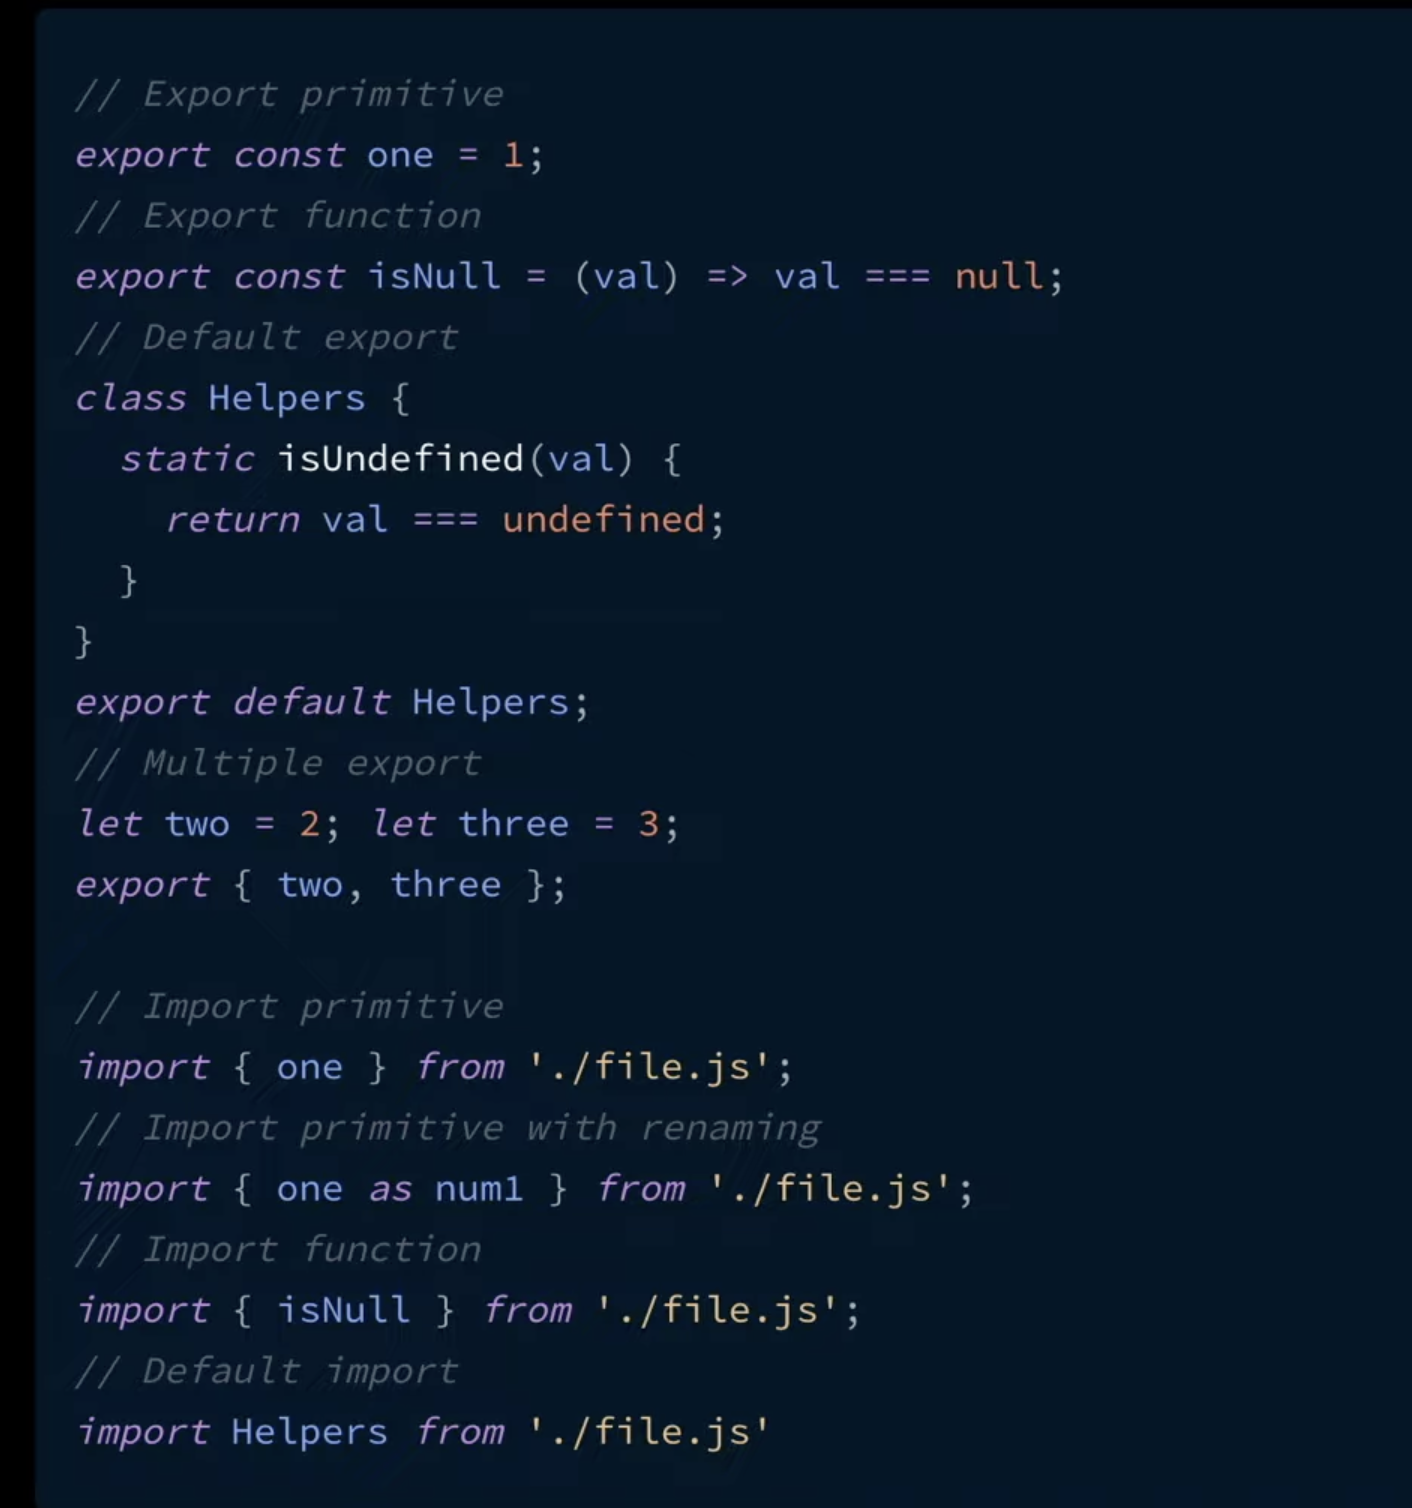 // Export primitive
export const one = 1;
// Export function
export const isNull = (val) => val === null;
// Default export
class Helpers {
  static isUndefined(val) {
    return val === undefined;
  }
}
export default Helpers;
// Multiple export
let two = 2; let three = 3;
export { two, three };

// Import primitive
import { one } from './file.js';
// Import primitive with renaming
import { one as num1 } from './file.js';
// Import function
import { isNull } from './file.js';
// Default import
import Helpers from './file.js'